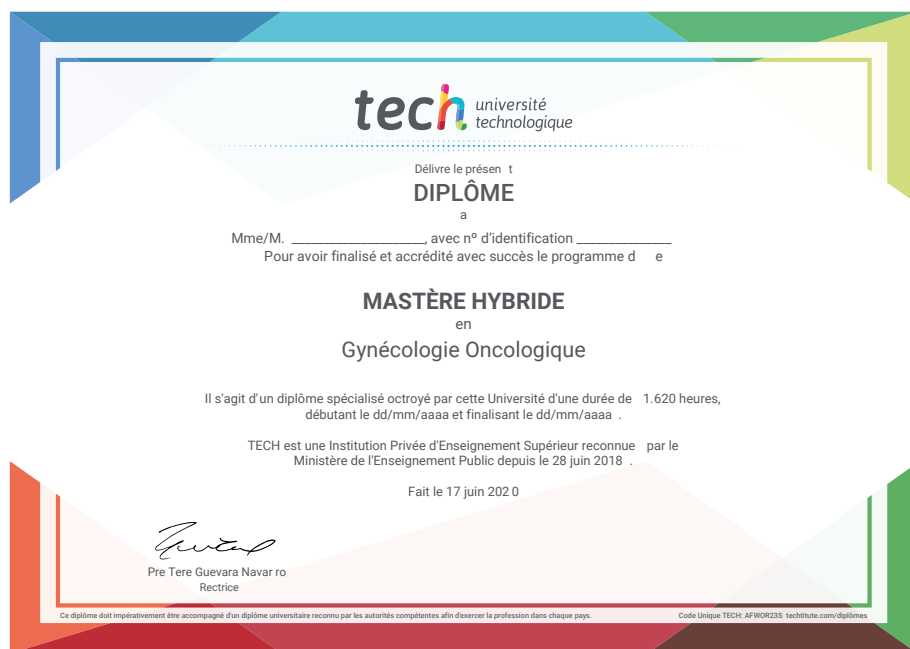 tech université
technologique
Délivre le présen t
DIPLÔME
a
Mme/M. ____________________, avec nº d'identification ______________
Pour avoir finalisé et accrédité avec succès le programme d e
MASTÈRE HYBRIDE
en
Gynécologie Oncologique
Il s'agit d'un diplôme spécialisé octroyé par cette Université d'une durée de 1.620 heures,
débutant le dd/mm/aaaa et finalisant le dd/mm/aaaa .
TECH est une Institution Privée d'Enseignement Supérieur reconnue par le
Ministère de l'Enseignement Public depuis le 28 juin 2018 .
Fait le 17 juin 202 0
Pre Tere Guevara Navar ro
Rectrice
Ce diplôme doit impérativement être accompagné d'un diplôme universitaire reconnu par les autorités compétentes afin d'exercer la profession dans chaque pays. Code Unique TECH: AFWOR23S techtitute.com/diplômes